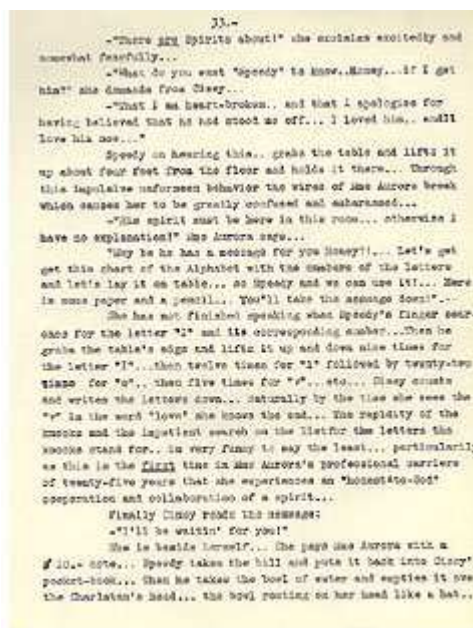 33.-
-"There are Spirits about!" she exclaims excitedly and
somewhat fearfully...
-"What do you want "Speedy" to know..Honey...if I get
him?" she demands from Cissy...
-"That I am heart-broken.. and that I apologise for
having believed that he had stood me off... I loved him.. andIl
love him now..."
Speedy on hearing this.. grabs the table and lifts it
up about four feet from the floor and holds it there... Through
this impulsive unforseen behavior the wires of Mme Aurora break
which causes her to be greatly confused and embarassed...
-"His spirit must be here in this room... otherwise I
have no explanation!" Mme Aurora says...
"May be he has a message for you Honey!!... Let's get
get this chart of the Alphabet with the numbers of the letters
and let's lay it on table... so Speedy and we can use it!... Here
is some paper and a pencil... You'll take the message down!".-
She has not finished speaking when Speedy's finger sear-
ches for the letter "I" and its corresponding number...Then he
grabs the table's edge and lifts it up and down nine times for
the letter "I"...then twelve times for "l" followed by twenty-two
times for "o".. then five times for "v"...etc... Cissy counts
and writes the letters down... Naturally by the time she sees the
"v" in the word "love" she knows the end... The rapidity of the
knocks and the impatient search on the listfor the letters the
knocks stand for.. is very funny to say the least... particularily
as this is the first time in Mme Aurora's professional carriere
of twenty-five years that she experiences an "honest-to-God"
cooperation and collaboration of a spirit...
Finally Cissy reads the message:
-"I'll be waitin' for you!"
She is beside herself... She pays Mme Aurora with a
$ 10.- note... Speedy takes the bill and puts it back into Cissy'
pocket-book... Then he takes the bowl of water and empties it over
the Charlatan's head... the bowl resting on her head like a hat...